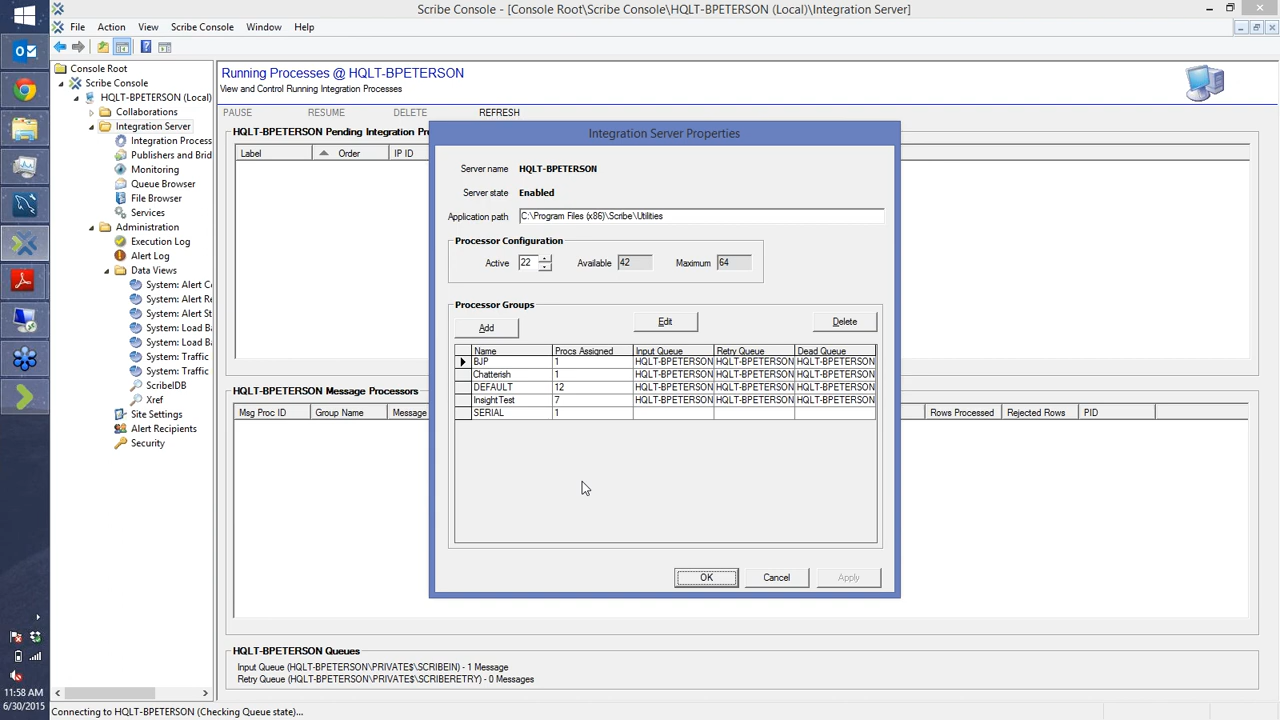 Scribe Console - [Console Root\Scribe Console\HQLT-BPETERSON (Local)\Integration Server]
File Action View Scribe Console Window Help
Console Root
Scribe Console
HQLT-BPETERSON (Local)
Collaborations
Integration Server
Integration Process
Publishers and Brid
Monitoring
Queue Browser
File Browser
Services
Administration
Execution Log
Alert Log
Data Views
System: Alert Co
System: Alert Re
System: Alert St
System: Load Ba
System: Load Ba
System: Traffic
System: Traffic
ScribeDB
Xref
Site Settings
Alert Recipients
Security
Running Processes @ HQLT-BPETERSON
View and Control Running Integration Processes
PAUSE RESUME DELETE REFRESH
HQLT-BPETERSON Pending Integration Pr
Label Order IP ID
Integration Server Properties
Server name HQLT-BPETERSON
Server state Enabled
Application path C:\Program Files (x86)\Scribe\Utilities
Processor Configuration
Active 22 Available 42 Maximum 64
Processor Groups
Add Edit Delete
Name Procs Assigned Input Queue Retry Queue Dead Queue
BJP 1 HQLT-BPETERSON HQLT-BPETERSON HQLT-BPETERSON
Chatterish 1 HQLT-BPETERSON HQLT-BPETERSON HQLT-BPETERSON
DEFAULT 12 HQLT-BPETERSON HQLT-BPETERSON HQLT-BPETERSON
InsightTest 7 HQLT-BPETERSON HQLT-BPETERSON HQLT-BPETERSON
SERIAL 1
OK Cancel Apply
HQLT-BPETERSON Message Processors
Msg Proc ID Group Name Message Rows Processed Rejected Rows PID
HQLT-BPETERSON Queues
Input Queue (HQLT-BPETERSON\PRIVATE$\SCRIBEIN) - 1 Message
Retry Queue (HQLT-BPETERSON\PRIVATE$\SCRIBERETRY) - 0 Messages
11:58 AM
6/30/2015
Connecting to HQLT-BPETERSON (Checking Queue state)...